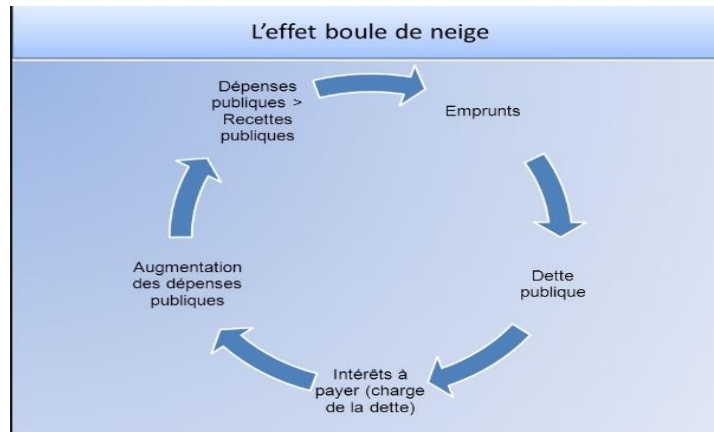 L'effet boule de neige
Dépenses
publiques >
Recettes
publiques
Emprunts
Dette
publique
Intérêts à
payer (charge
de la dette)
Augmentation
des dépenses
publiques